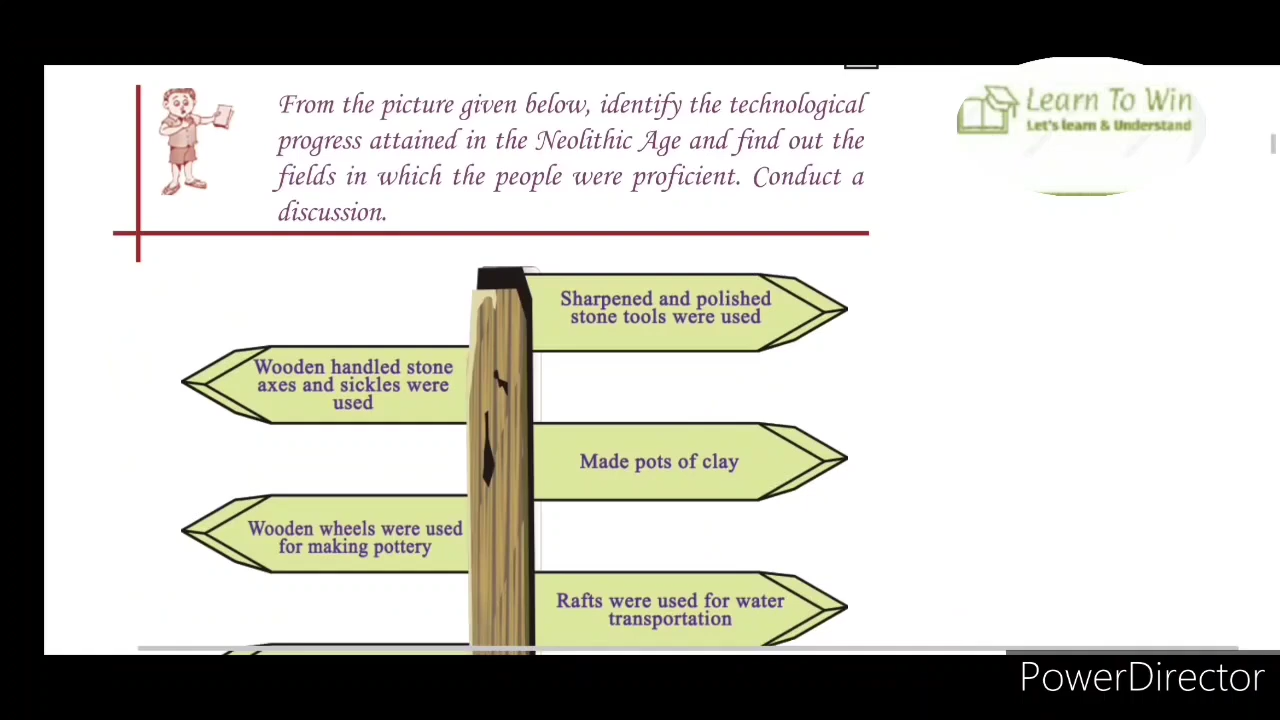 From the picture given below, identify the technological
progress attained in the Neolithic Age and find out the
fields in which the people were proficient. Conduct a
discussion.
Learn To Win
Let's learn & Understand
Sharpened and polished
stone tools were used
Wooden handled stone
axes and sickles were
used
Made pots of clay
Wooden wheels were used
for making pottery
Rafts were used for water
transportation
PowerDirector